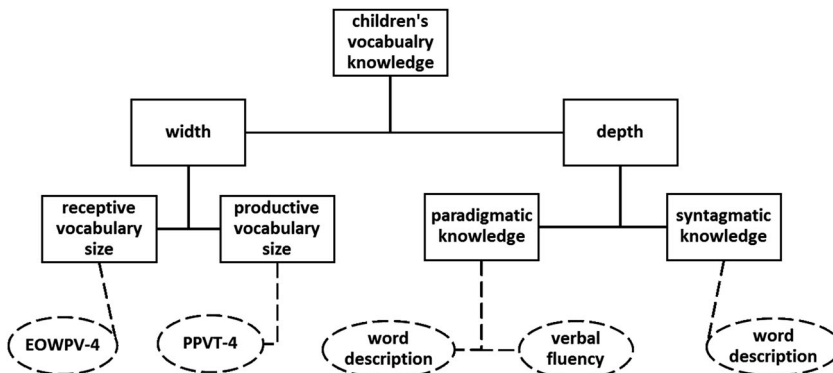 children's
vocabualry
knowledge
width
depth
receptive
vocabulary
size
productive
vocabulary
size
paradigmatic
knowledge
syntagmatic
knowledge
EOWPV-4
PPVT-4
word
description
verbal
fluency
word
description